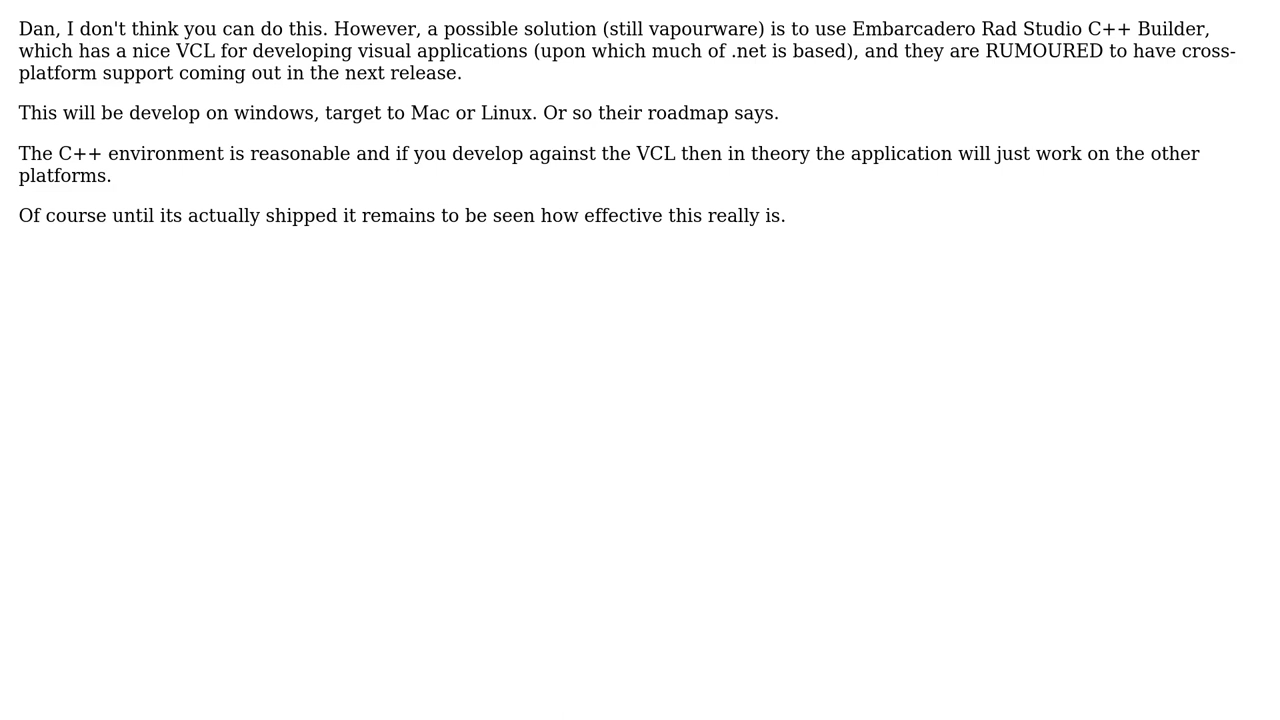 Dan, I don't think you can do this. However, a possible solution (still vapourware) is to use Embarcadero Rad Studio C++ Builder,
which has a nice VCL for developing visual applications (upon which much of .net is based), and they are RUMOURED to have cross-
platform support coming out in the next release.
This will be develop on windows, target to Mac or Linux. Or so their roadmap says.
The C++ environment is reasonable and if you develop against the VCL then in theory the application will just work on the other
platforms.
Of course until its actually shipped it remains to be seen how effective this really is.